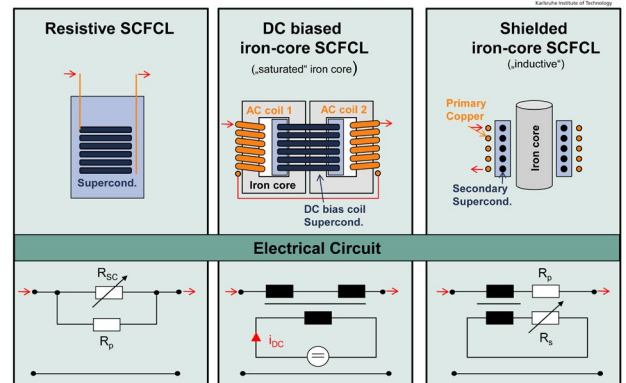 Karlsruhe Institute of Technology
Resistive SCFCL
Supercond.
DC biased
iron-core SCFCL
(„saturated“ iron core)
AC coil 1
AC coil 2
Iron core
DC bias coil
Supercond.
Shielded
iron-core SCFCL
(„inductive“)
Primary
Copper
Iron core
Secondary
Supercond.
Electrical Circuit
RSC
Rp
iDC
Rp
Rs